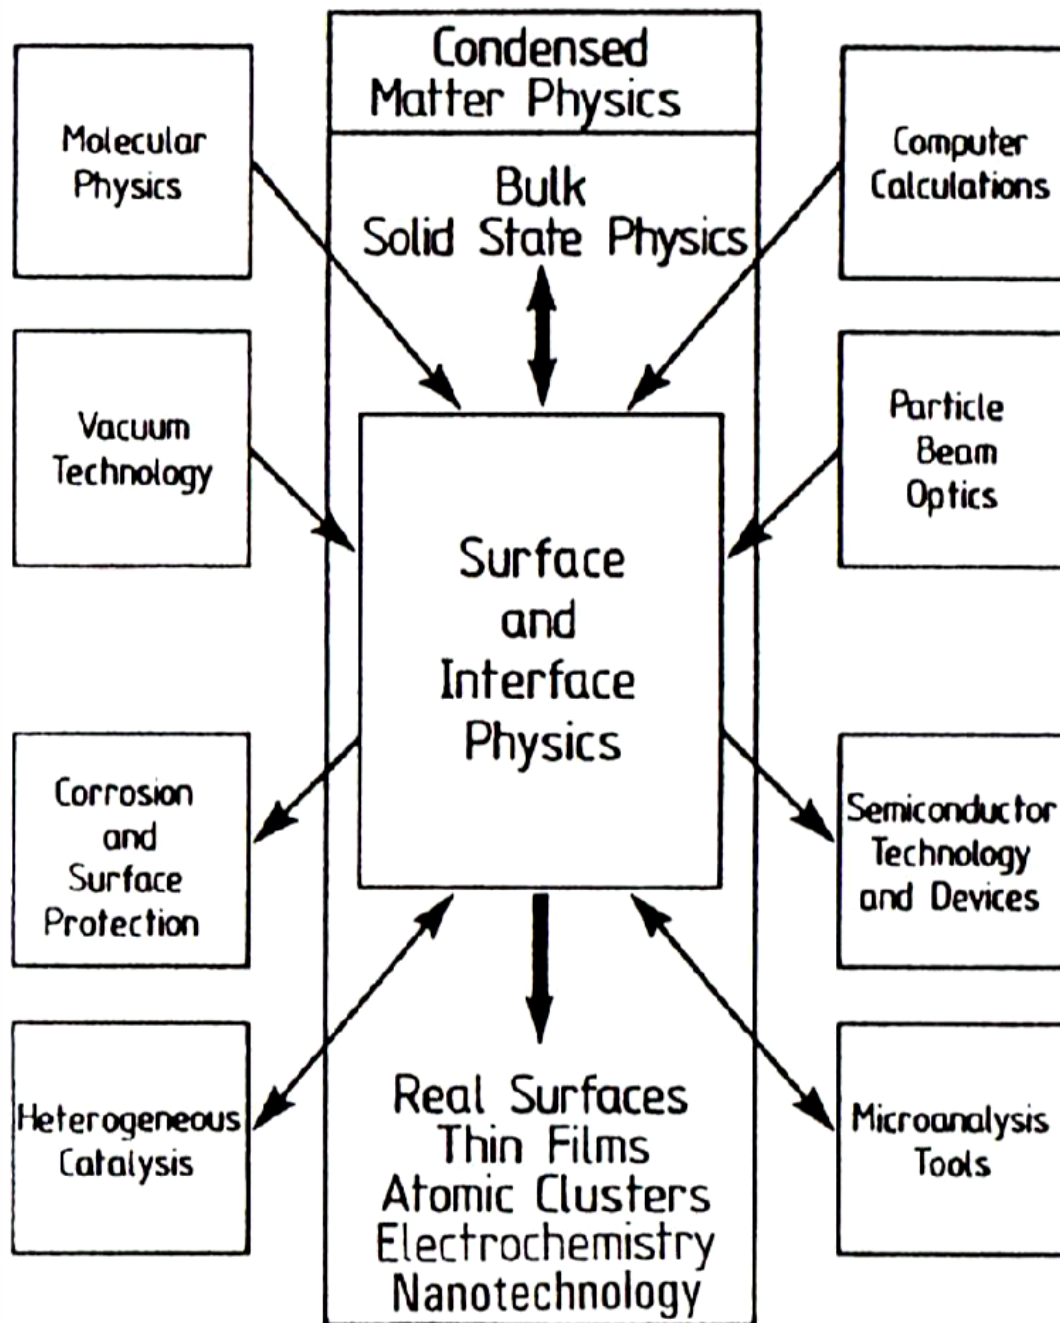 Condensed
Matter Physics
Molecular
Physics
Bulk
Solid State Physics
Computer
Calculations
Vacuum
Technology
Particle
Beam
Optics
Surface
and
Interface
Physics
Corrosion
and
Surface
Protection
Semiconductor
Technology
and Devices
Heterogeneous
Catalysis
Real Surfaces
Thin Films
Atomic Clusters
Electrochemistry
Nanotechnology
Microanalysis
Tools